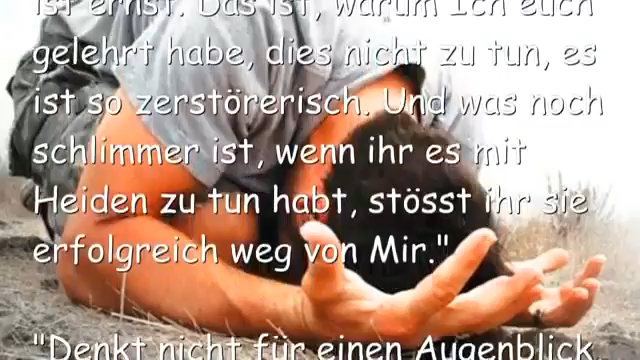 ist ernst. Das ist, warum Ich euch
gelehrt habe, dies nicht zu tun, es
ist so zerstörerisch. Und was noch
schlimmer ist, wenn ihr es mit
Heiden zu tun habt, stösst ihr sie
erfolgreich weg von Mir."
"Denkt nicht für einen Augenblick,